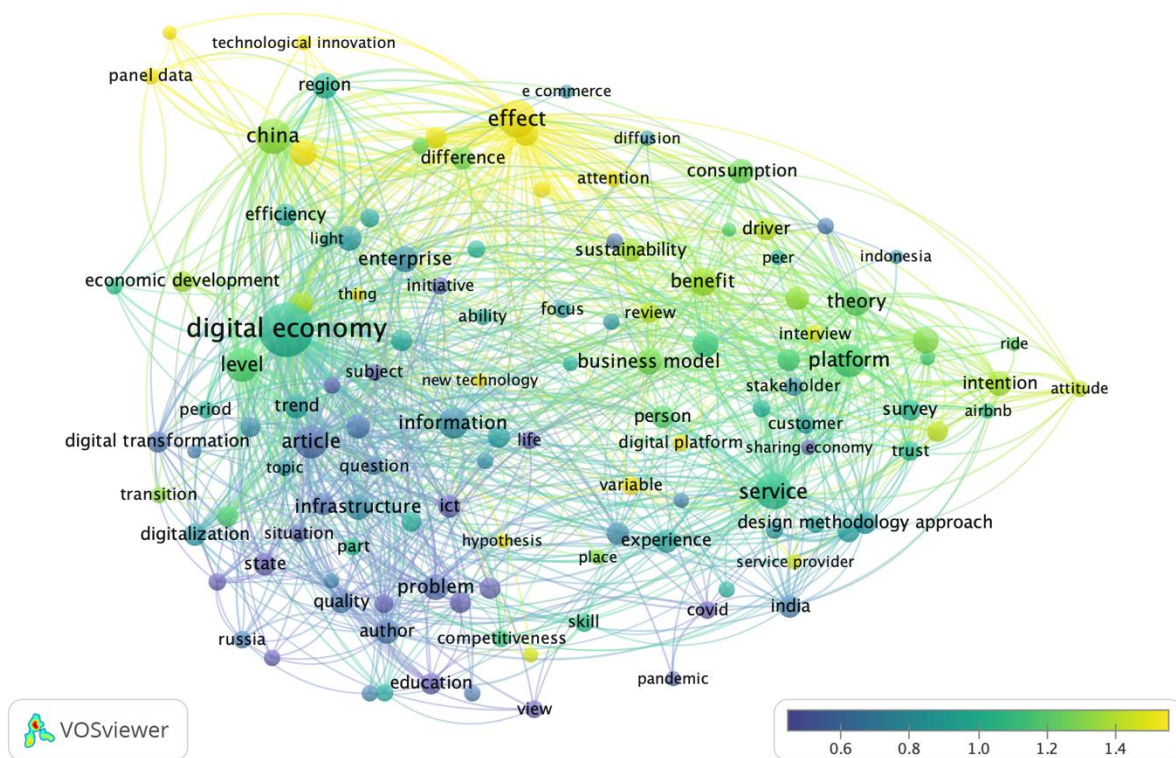 technological innovation
panel data
region
e commerce
effect
china
diffusion
difference
attention
consumption
efficiency
light
driver
sustainability
enterprise
peer
indonesia
economic development
initiative
benefit
thing
theory
ability
focus
review
digital economy
interview
ride
level
business model
platform
subject
new technology
stakeholder
intention
attitude
period
trend
person
survey
airbnb
information
customer
digital transformation
article
life
digital platform
sharing economy
trust
topic
question
transition
variable
service
infrastructure
ict
digitalization
situation
design methodology approach
part
hypothesis
experience
state
place
service provider
problem
quality
covid
india
russia
author
competitiveness
skill
education
pandemic
view
VOSviewer
0.6 0.8 1.0 1.2 1.4